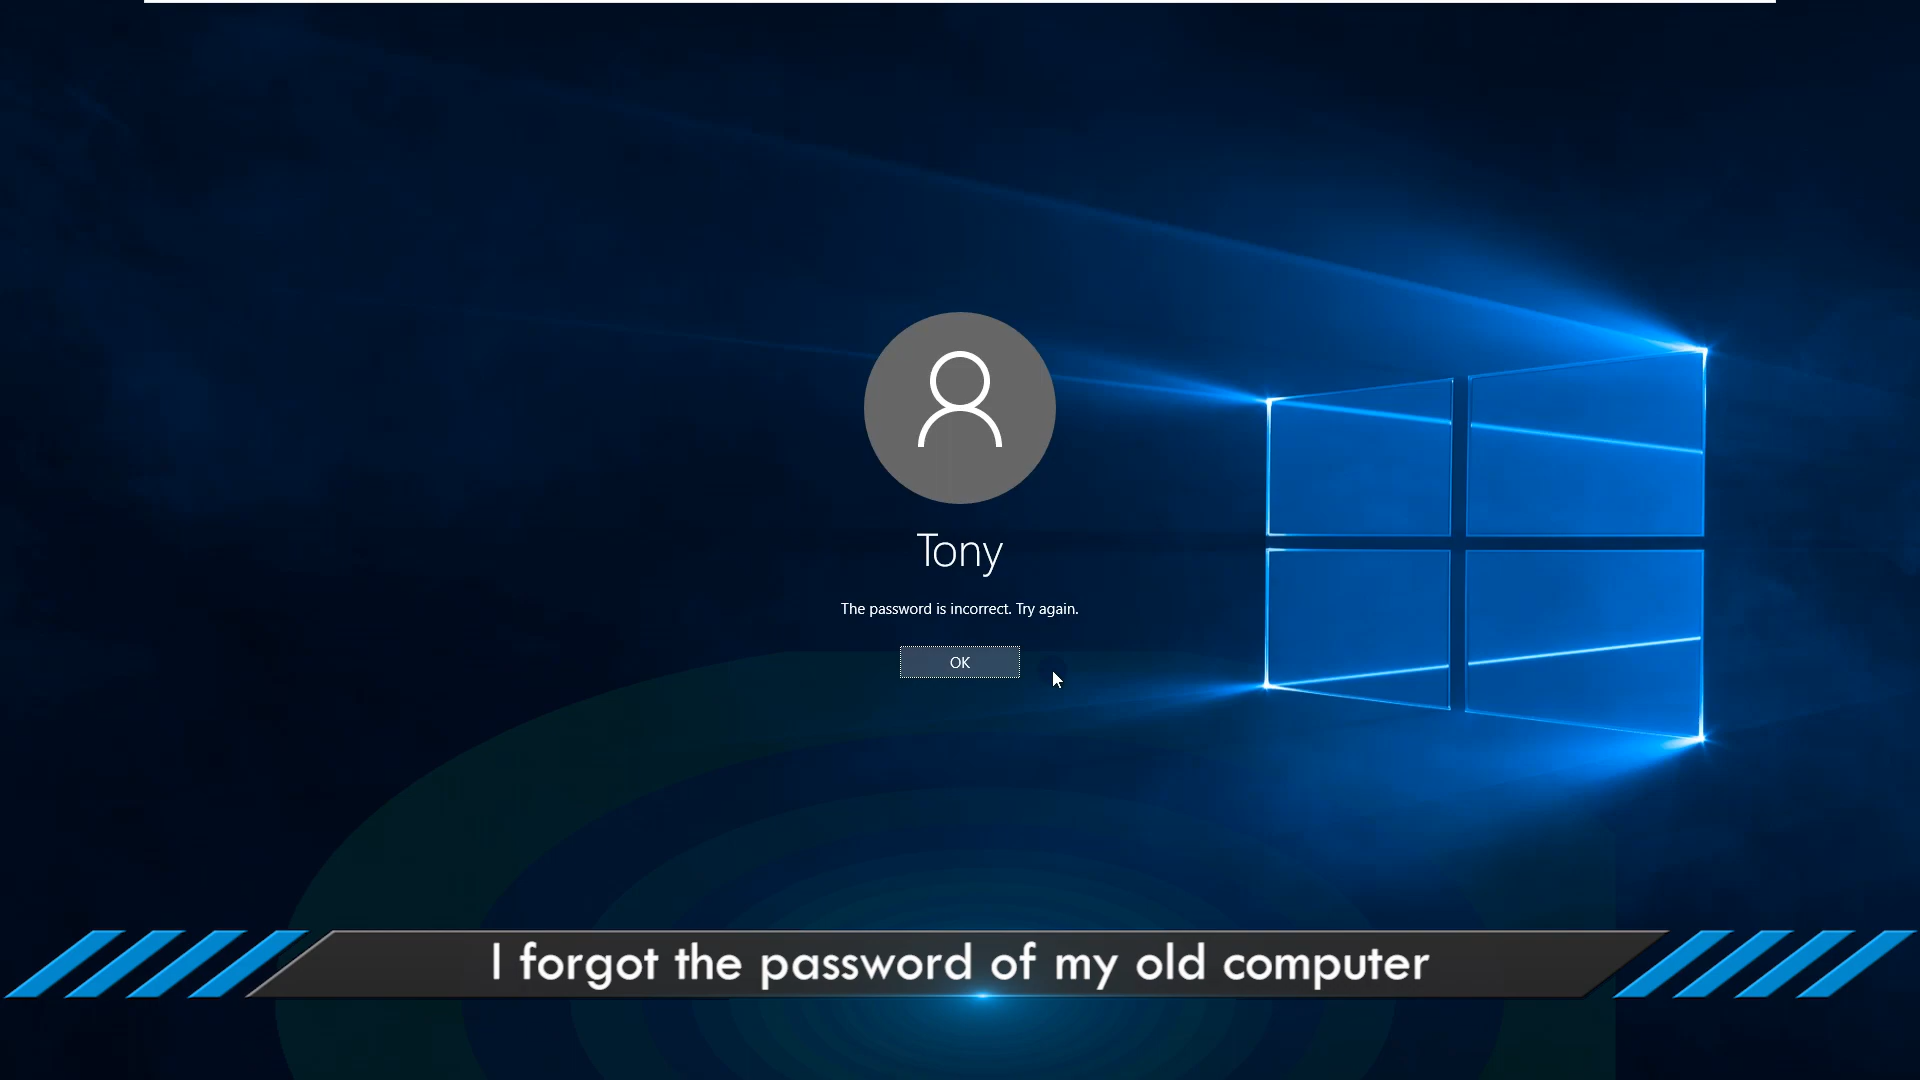 Tony
The password is incorrect. Try again.
OK
I forgot the password of my old computer